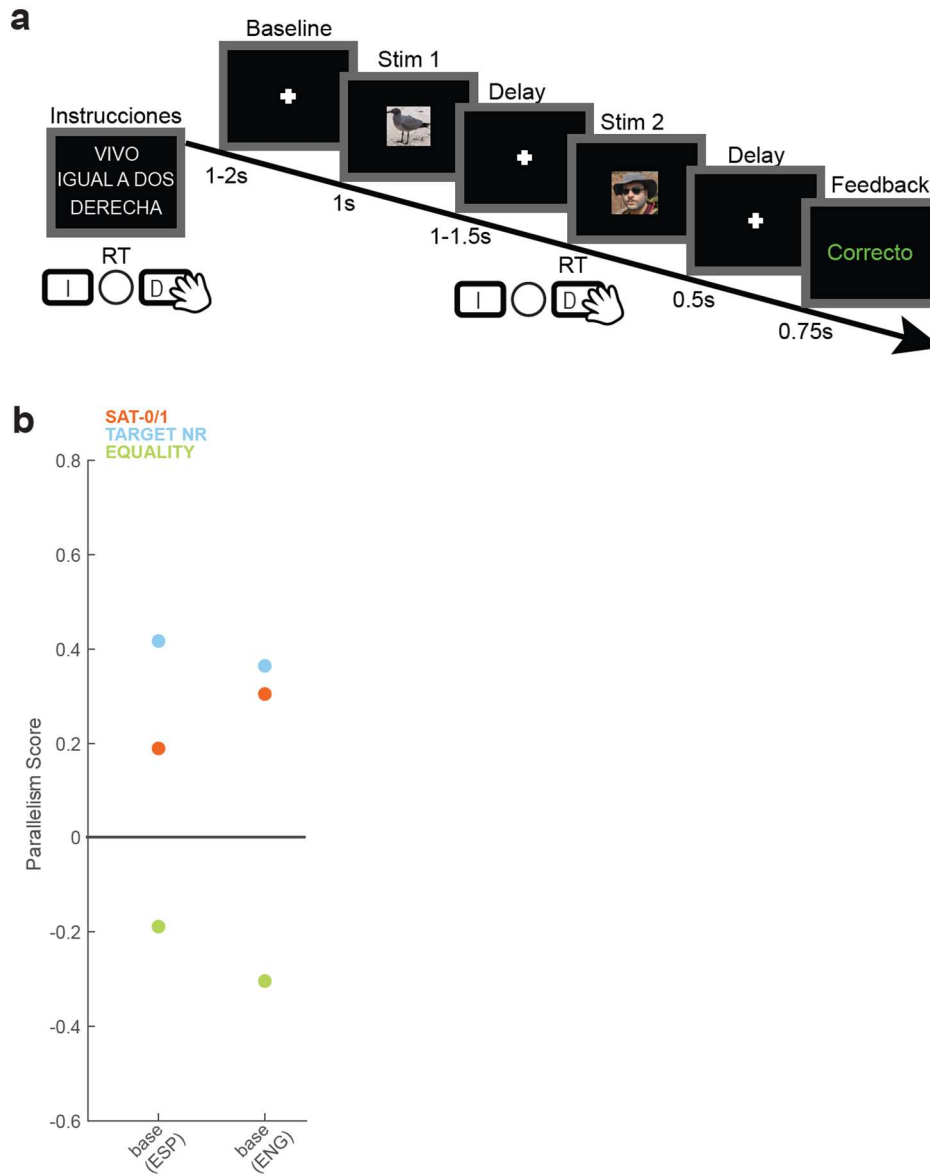 a
Baseline
Stim 1
Delay
Stim 2
Delay
Feedback
Instrucciones
VIVO
IGUAL A DOS
DERECHA
1-2s
1s
1-1.5s
0.5s
0.75s
Correcto
RT
I D
RT
I D
b
SAT-0/1
TARGET NR
EQUALITY
Parallelism Score
0.8
0.6
0.4
0.2
0
-0.2
-0.4
-0.6
base
(ESP)
base
(ENG)